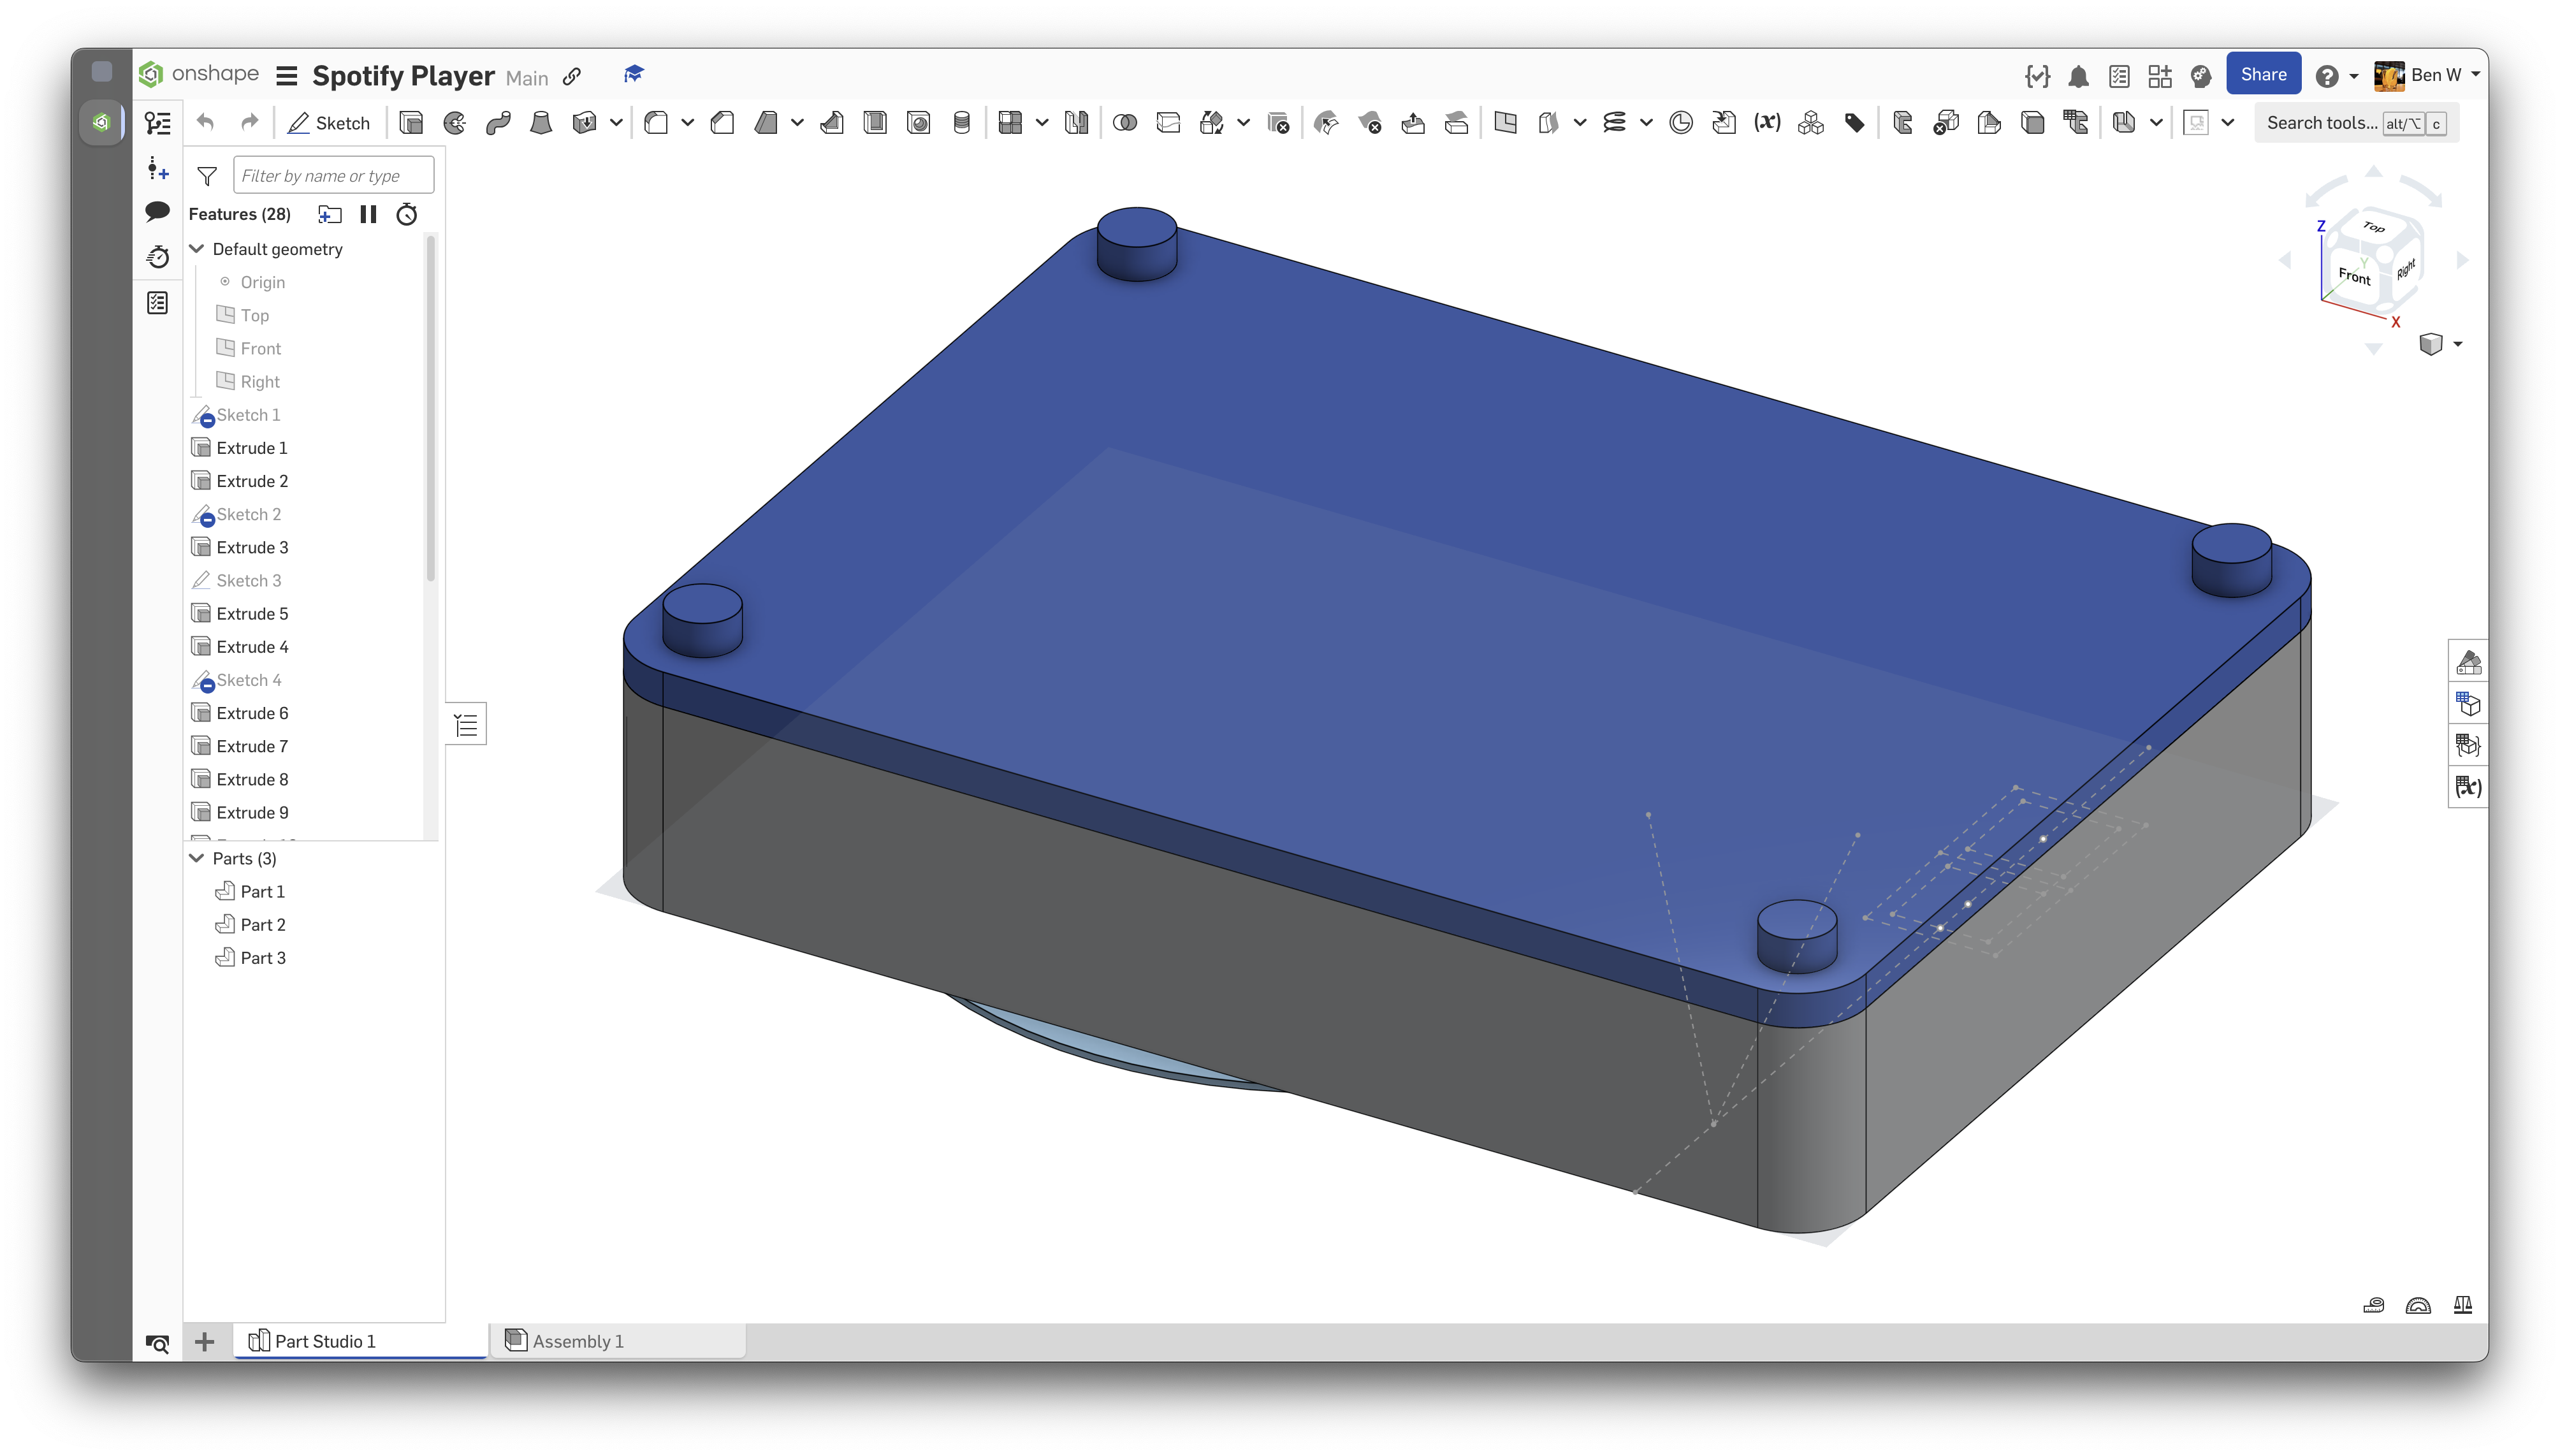 onshape Spotify Player Main Share Ben W
Sketch (x) Search tools... alt/⌥ c
Filter by name or type
Features (28)
Default geometry
Origin
Top
Front
Right
Sketch 1
Extrude 1
Extrude 2
Sketch 2
Extrude 3
Sketch 3
Extrude 5
Extrude 4
Sketch 4
Extrude 6
Extrude 7
Extrude 8
Extrude 9
Parts (3)
Part 1
Part 2
Part 3
Z
Top
Y
Front
Right
X
(x)
Part Studio 1
Assembly 1